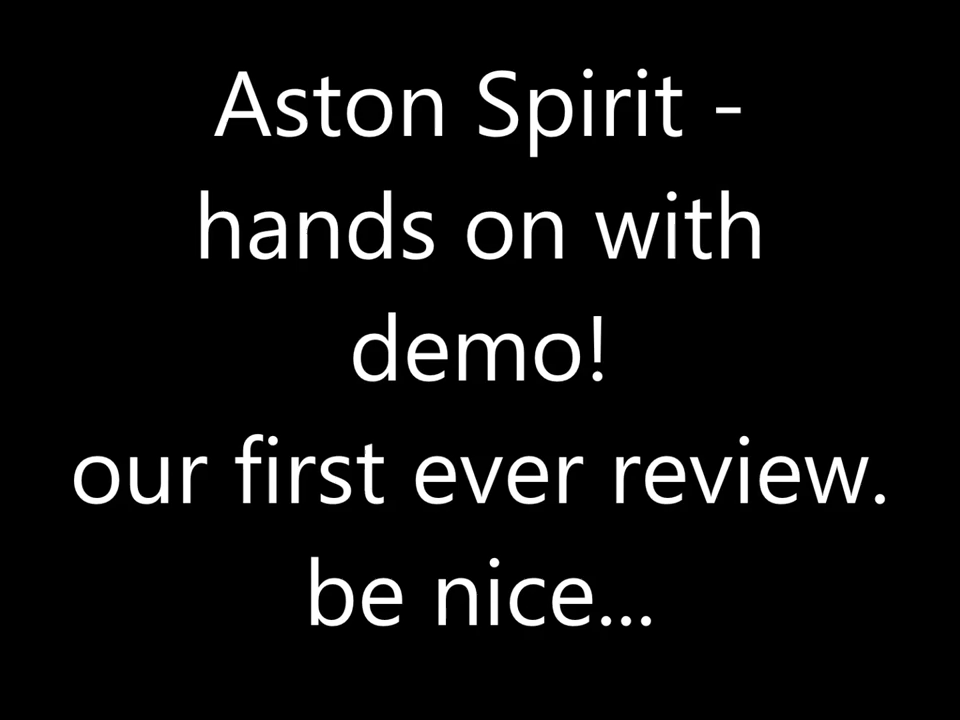 Aston Spirit -
hands on with
demo!
our first ever review.
be nice...